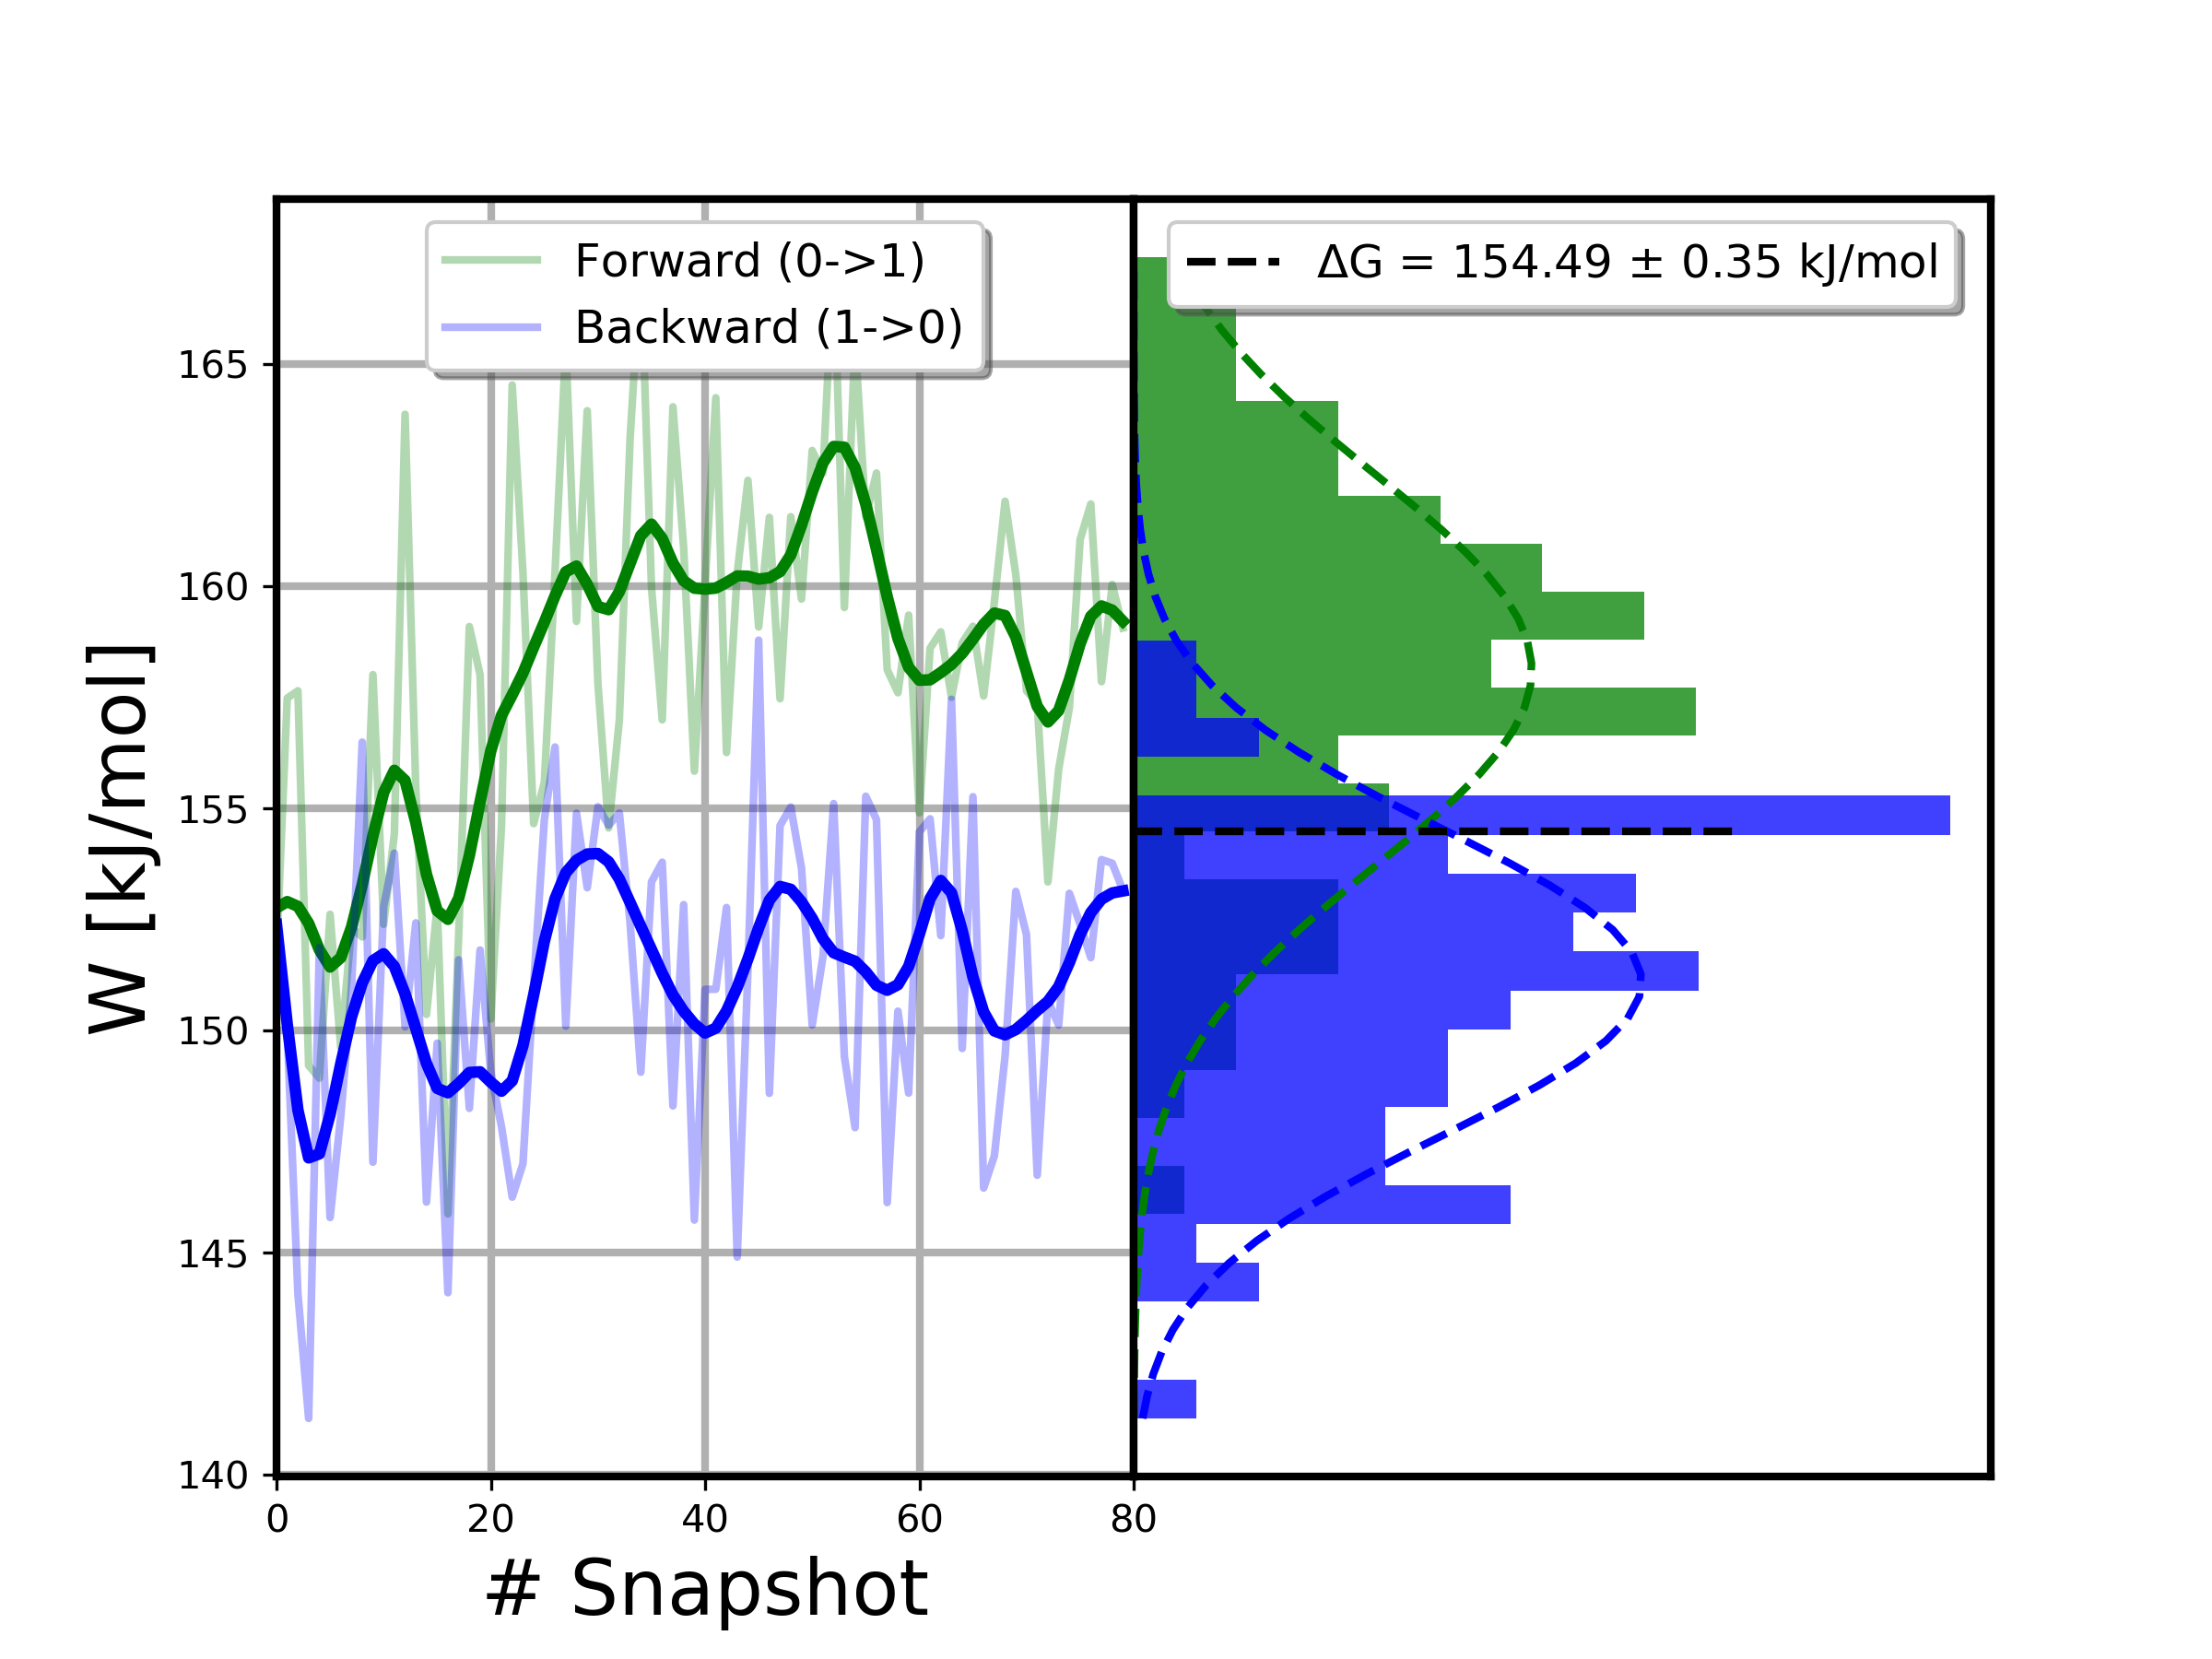 Forward (0->1)
Backward (1->0)
ΔG = 154.49 ± 0.35 kJ/mol
W [kJ/mol]
165
160
155
150
145
140
0 20 40 60 80
# Snapshot